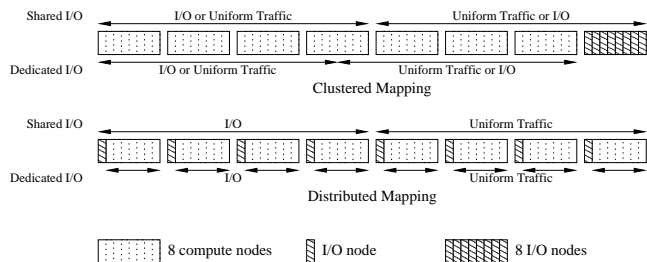 Shared I/O I/O or Uniform Traffic Uniform Traffic or I/O
Dedicated I/O I/O or Uniform Traffic Uniform Traffic or I/O
Clustered Mapping
Shared I/O I/O Uniform Traffic
Dedicated I/O I/O Uniform Traffic
Distributed Mapping
8 compute nodes I/O node 8 I/O nodes